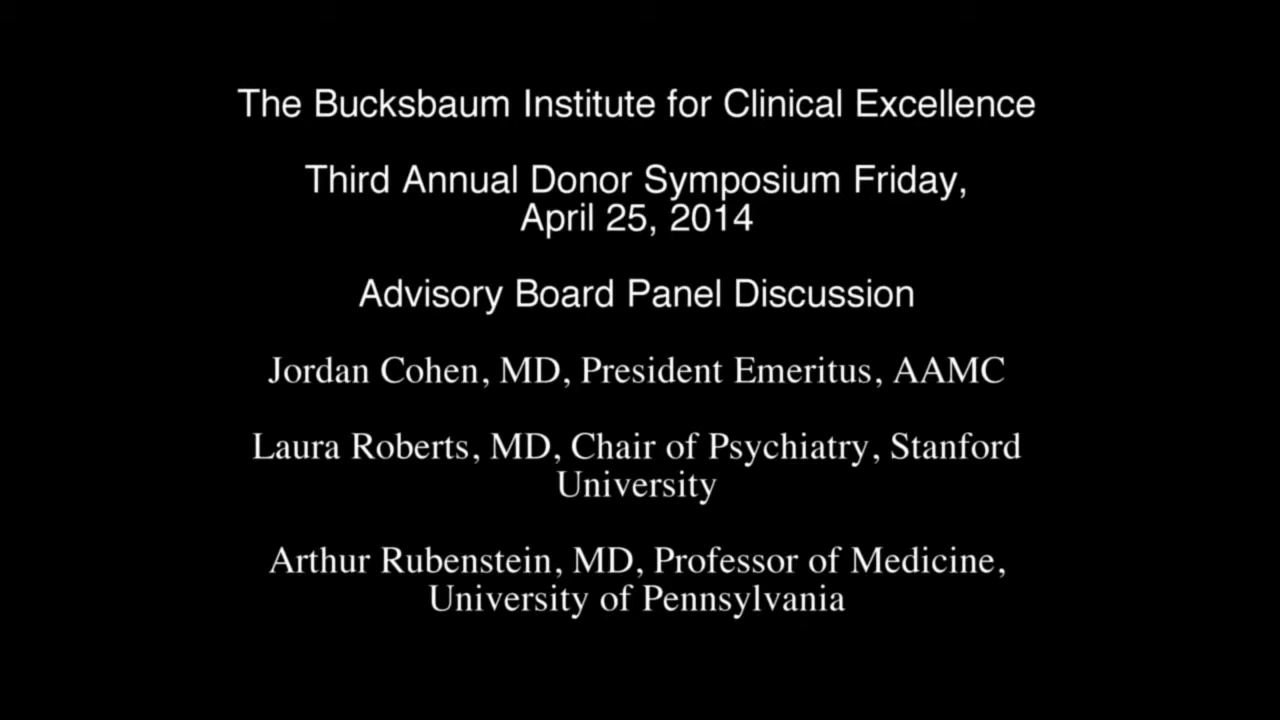 The Bucksbaum Institute for Clinical Excellence
Third Annual Donor Symposium Friday,
April 25, 2014
Advisory Board Panel Discussion
Jordan Cohen, MD, President Emeritus, AAMC
Laura Roberts, MD, Chair of Psychiatry, Stanford
University
Arthur Rubenstein, MD, Professor of Medicine,
University of Pennsylvania